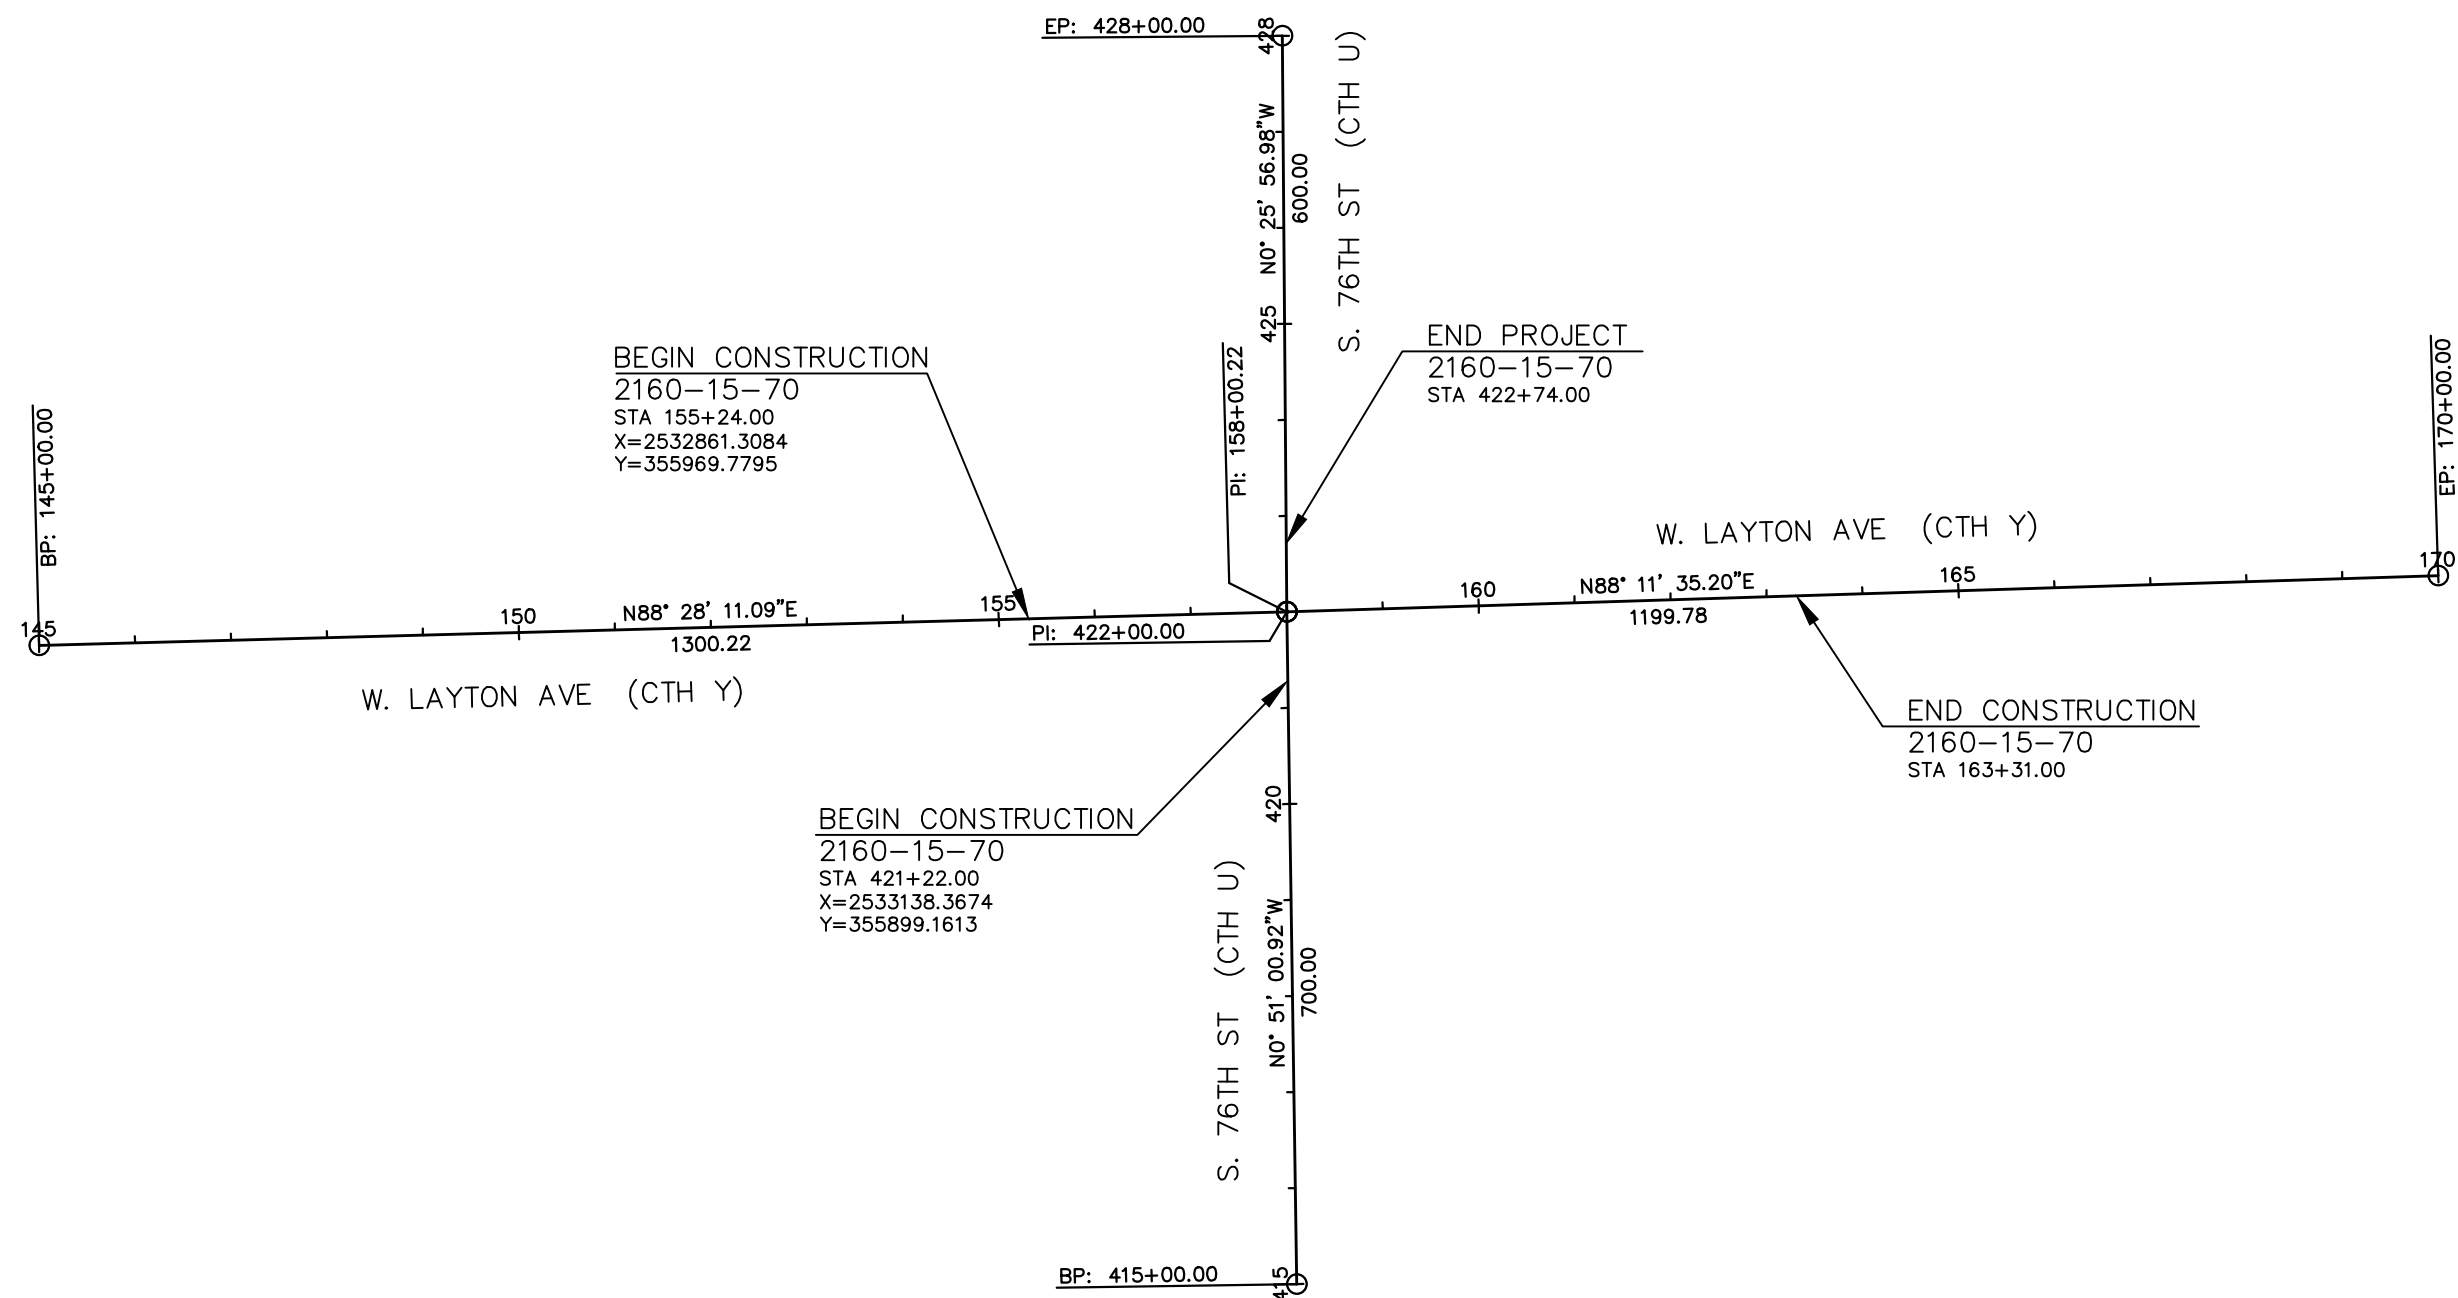 EP: 428+00.00
428
N0° 25' 56.98"W
600.00
S. 76TH ST (CTH U)
425
BEGIN CONSTRUCTION
2160-15-70
STA 155+24.00
X=2532861.3084
Y=355969.7795
PI: 158+00.22
END PROJECT
2160-15-70
STA 422+74.00
BP: 145+00.00
EP: 170+00.00
W. LAYTON AVE (CTH Y)
145
150
N88° 28' 11.09"E
1300.22
155
PI: 422+00.00
160
N88° 11' 35.20"E
1199.78
165
170
W. LAYTON AVE (CTH Y)
END CONSTRUCTION
2160-15-70
STA 163+31.00
BEGIN CONSTRUCTION
2160-15-70
STA 421+22.00
X=2533138.3674
Y=355899.1613
420
S. 76TH ST (CTH U)
N0° 51' 00.92"W
700.00
BP: 415+00.00
415